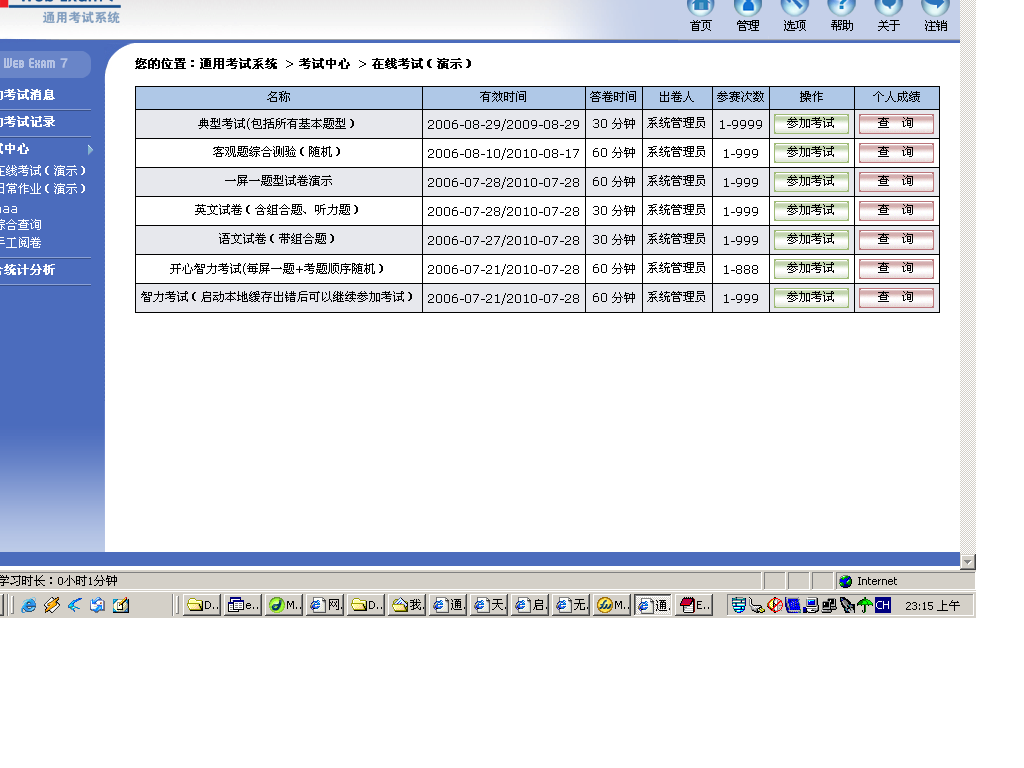 通用考试系统
首页 管理 选项 帮助 关于 注销
Web Exam 7
考试消息
考试记录
中心
在线考试（演示）
日常作业（演示）
aaa
综合查询
手工阅卷
统计分析
您的位置：通用考试系统 > 考试中心 > 在线考试（演示）
名称 有效时间 答卷时间 出卷人 参赛次数 操作 个人成绩
典型考试(包括所有基本题型） 2006-08-29/2009-08-29 30 分钟 系统管理员 1-9999 参加考试 查 询
客观题综合测验（随机） 2006-08-10/2010-08-17 60 分钟 系统管理员 1-999 参加考试 查 询
一屏一题型试卷演示 2006-07-28/2010-07-28 60 分钟 系统管理员 1-999 参加考试 查 询
英文试卷（含组合题、听力题） 2006-07-28/2010-07-28 30 分钟 系统管理员 1-999 参加考试 查 询
语文试卷（带组合题） 2006-07-27/2010-07-28 30 分钟 系统管理员 1-999 参加考试 查 询
开心智力考试(每屏一题+考题顺序随机） 2006-07-21/2010-07-28 60 分钟 系统管理员 1-888 参加考试 查 询
智力考试（启动本地缓存出错后可以继续参加考试） 2006-07-21/2010-07-28 60 分钟 系统管理员 1-999 参加考试 查 询
学习时长：0小时1分钟 Internet
D.. e.. M.. 网. D.. 我. 通. 天. 启. 无. M.. 通. E.. CH 23:15 上午